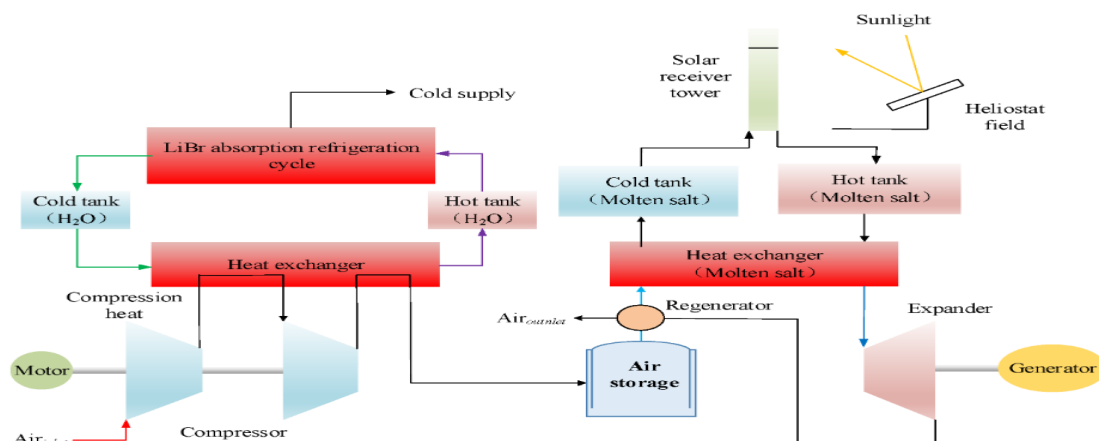 Sunlight
Solar
receiver
tower
Heliostat
field
Cold supply
LiBr absorption refrigeration
cycle
Cold tank
(Molten salt)
Hot tank
(Molten salt)
Cold tank
(H₂O)
Hot tank
(H₂O)
Heat exchanger
Heat exchanger
(Molten salt)
Compression
heat
Regenerator
Expander
Airoutnlet
Motor
Air
storage
Generator
Compressor
Air